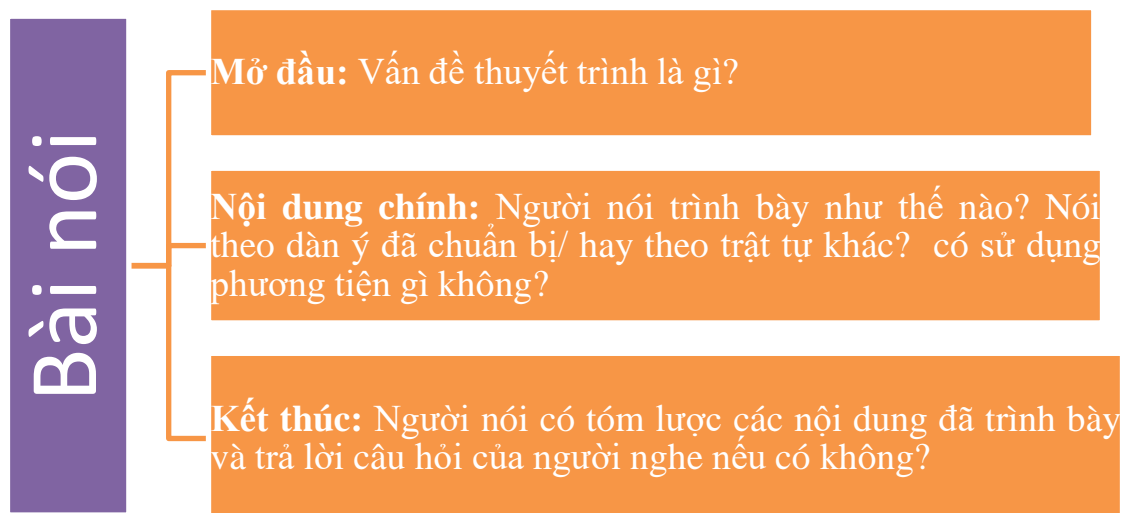 Bài nói
Mở đầu: Vấn đề thuyết trình là gì?
Nội dung chính: Người nói trình bày như thế nào? Nói
theo dàn ý đã chuẩn bị/ hay theo trật tự khác?  có sử dụng
phương tiện gì không?
Kết thúc: Người nói có tóm lược các nội dung đã trình bày
và trả lời câu hỏi của người nghe nếu có không?